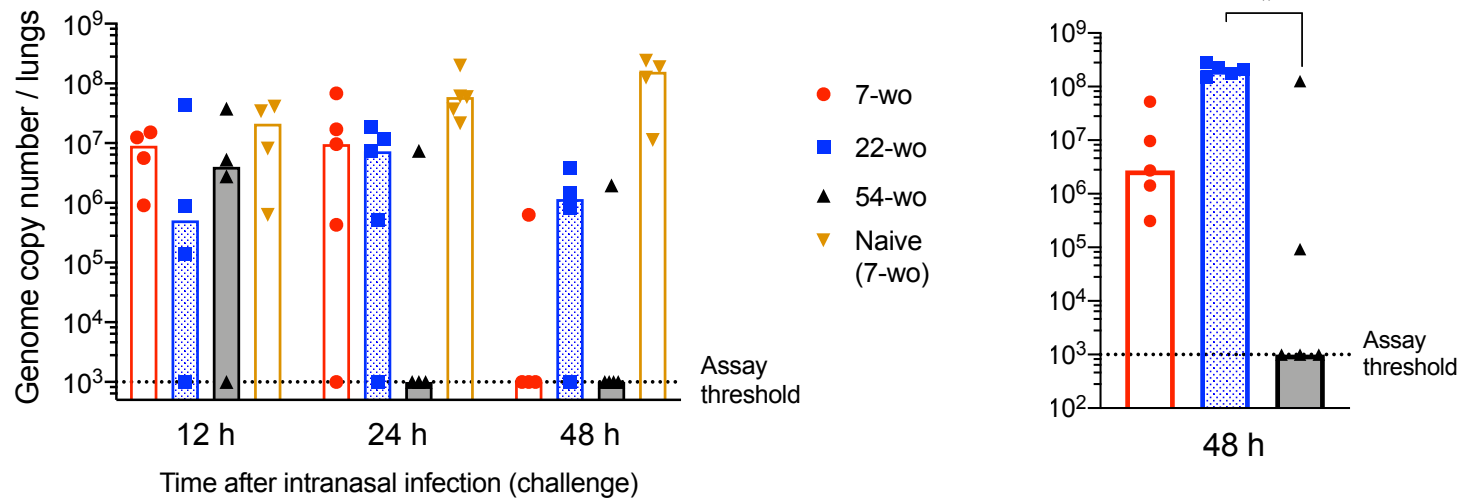 Genome copy number / lungs
10⁹
10⁸
10⁷
10⁶
10⁵
10⁴
10³
12 h
24 h
48 h
Time after intranasal infection (challenge)
Assay
threshold
7-wo
22-wo
54-wo
Naive
(7-wo)
10⁹
10⁸
10⁷
10⁶
10⁵
10⁴
10³
10²
48 h
Assay
threshold